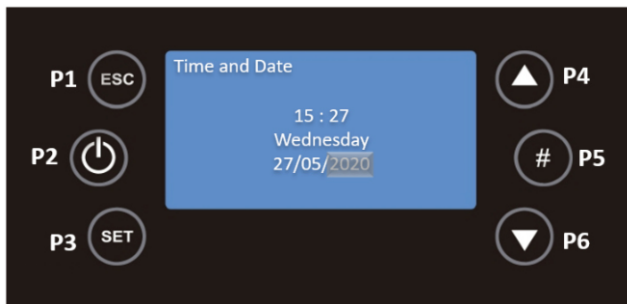 P1 ESC
P2
P3 SET
Time and Date
15 : 27
Wednesday
27/05/2020
P4
# P5
P6